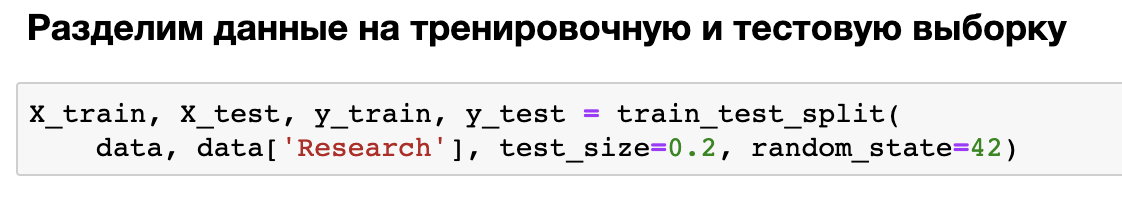 Разделим данные на тренировочную и тестовую выборку
X_train, X_test, y_train, y_test = train_test_split(
    data, data['Research'], test_size=0.2, random_state=42)